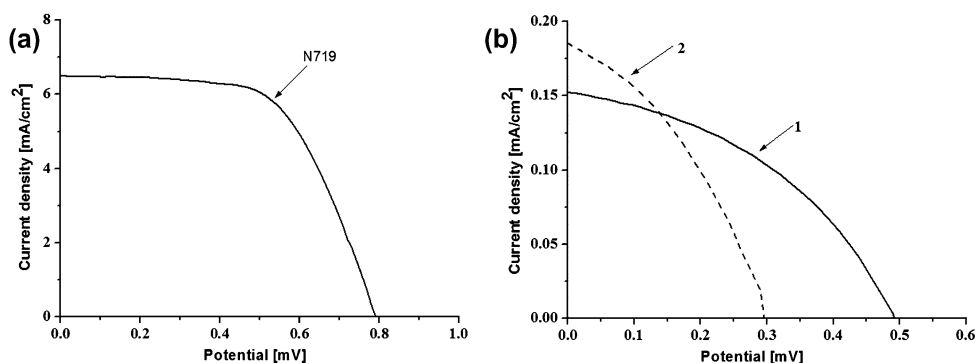 (a)
Current density [mA/cm2]
8
6
4
2
0
N719
0.0 0.2 0.4 0.6 0.8 1.0
Potential [mV]
(b)
Current density [mA/cm2]
0.20
0.15
0.10
0.05
0.00
2
1
0.0 0.1 0.2 0.3 0.4 0.5 0.6
Potential [mV]